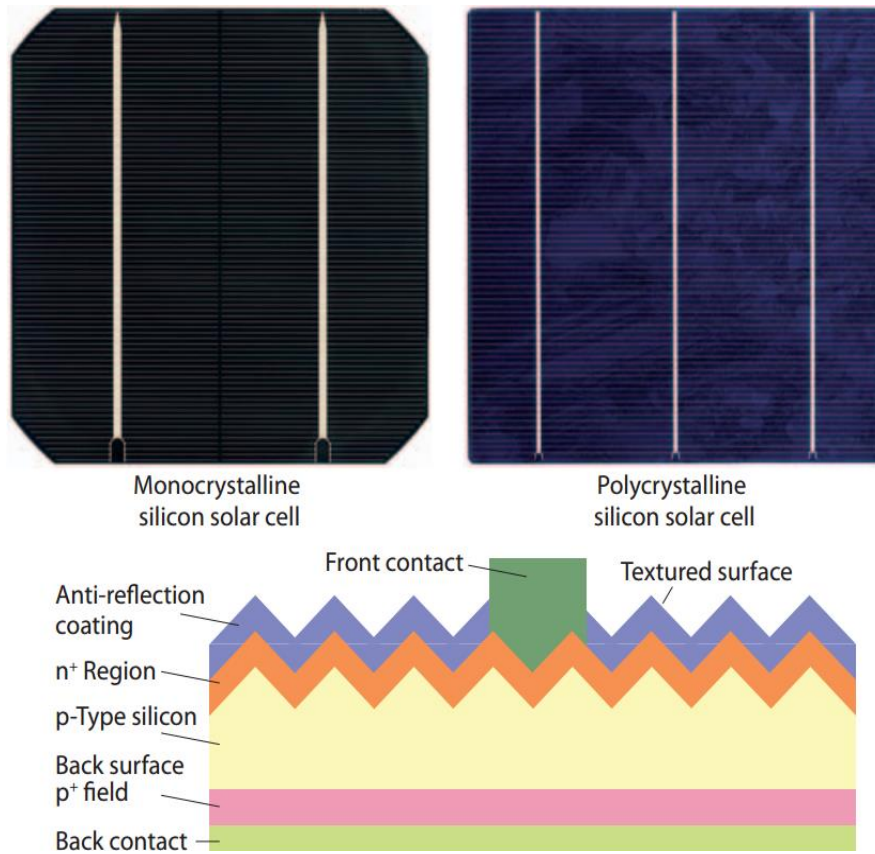 Monocrystalline
silicon solar cell
Polycrystalline
silicon solar cell
Front contact
Textured surface
Anti-reflection
coating
n⁺ Region
p-Type silicon
Back surface
p⁺ field
Back contact